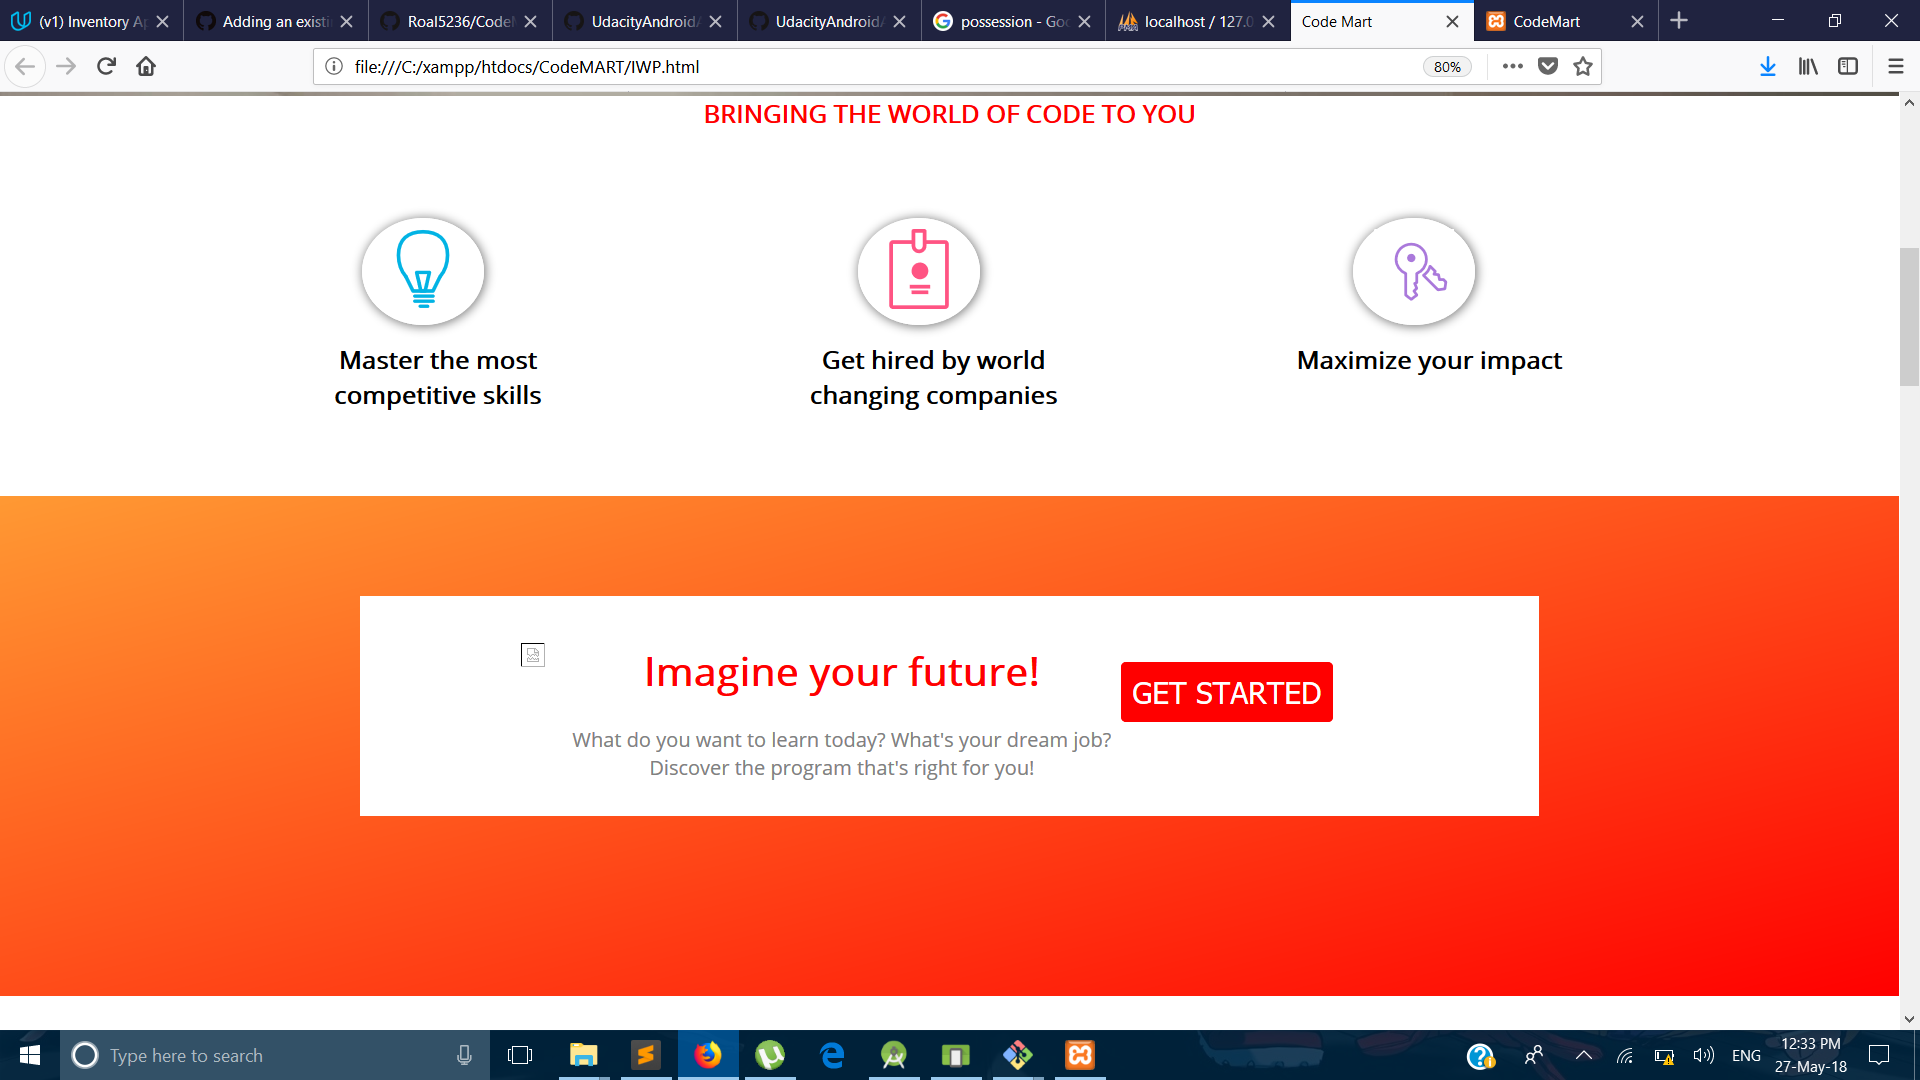 (v1) Inventory Ap
Adding an existi
Roal5236/CodeM
UdacityAndroidA
UdacityAndroidA
possession - Goo
localhost / 127.0
Code Mart
CodeMart
file:///C:/xampp/htdocs/CodeMART/IWP.html
80%
BRINGING THE WORLD OF CODE TO YOU
Master the most
competitive skills
Get hired by world
changing companies
Maximize your impact
Imagine your future!
GET STARTED
What do you want to learn today? What's your dream job?
Discover the program that's right for you!
Type here to search
ENG
12:33 PM
27-May-18